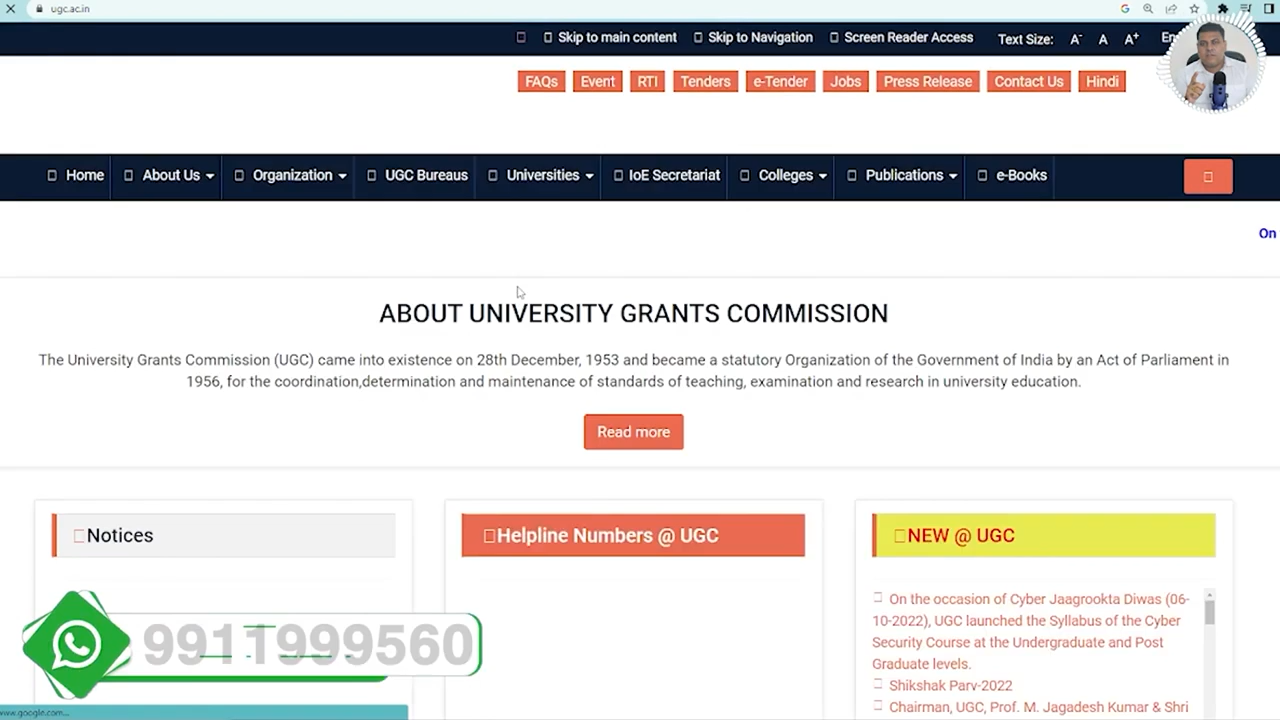 ugc.ac.in
Skip to main content Skip to Navigation Screen Reader Access Text Size: A- A A+
FAQs Event RTI Tenders e-Tender Jobs Press Release Contact Us Hindi
Home About Us Organization UGC Bureaus Universities IoE Secretariat Colleges Publications e-Books
On
ABOUT UNIVERSITY GRANTS COMMISSION
The University Grants Commission (UGC) came into existence on 28th December, 1953 and became a statutory Organization of the Government of India by an Act of Parliament in
1956, for the coordination,determination and maintenance of standards of teaching, examination and research in university education.
Read more
Notices
Helpline Numbers @ UGC
NEW @ UGC
On the occasion of Cyber Jaagrookta Diwas (06-
10-2022), UGC launched the Syllabus of the Cyber
Security Course at the Undergraduate and Post
Graduate levels.
Shikshak Parv-2022
Chairman, UGC, Prof. M. Jagadesh Kumar & Shri
9911999560
www.google.com...